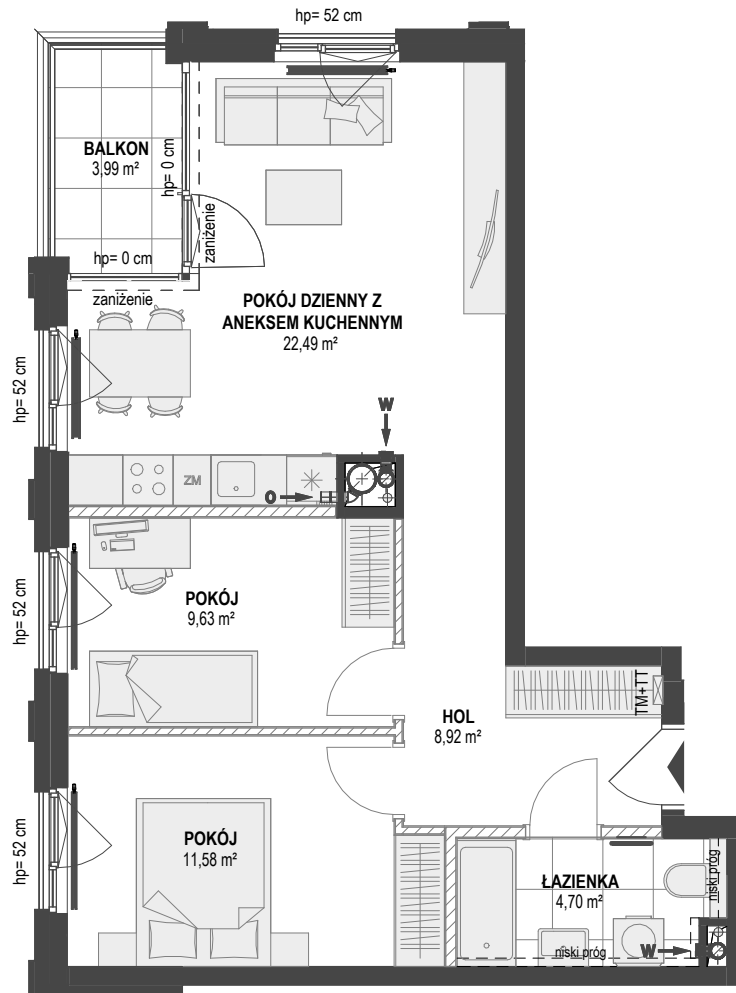 hp= 52 cm
BALKON
3,99 m²
hp= 0 cm
zaniżenie
hp= 0 cm
zaniżenie
POKÓJ DZIENNY Z
ANEKSEM KUCHENNYM
22,49 m²
hp= 52 cm
W
ZM
O
POKÓJ
9,63 m²
hp= 52 cm
TM+TT
HOL
8,92 m²
POKÓJ
11,58 m²
hp= 52 cm
ŁAZIENKA
4,70 m²
niski próg
W
niski próg